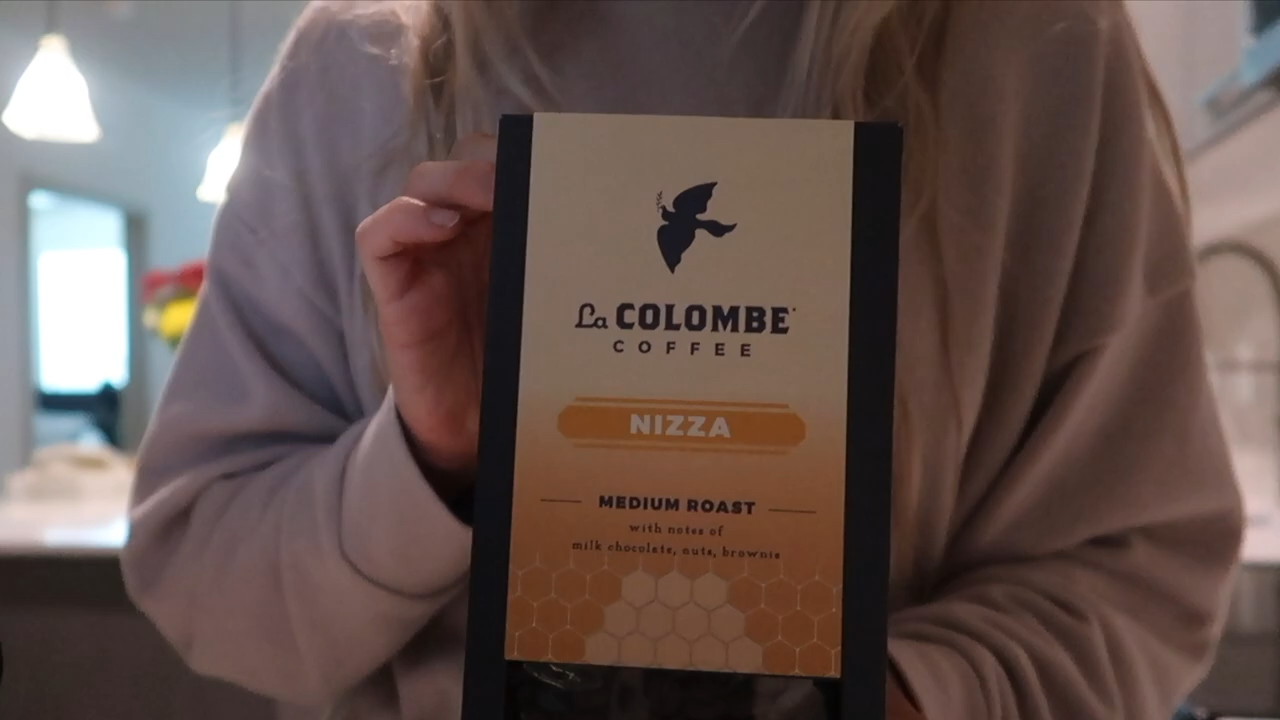 La COLOMBE
COFFEE
NIZZA
MEDIUM ROAST
with notes of
milk chocolate, nuts, brownie